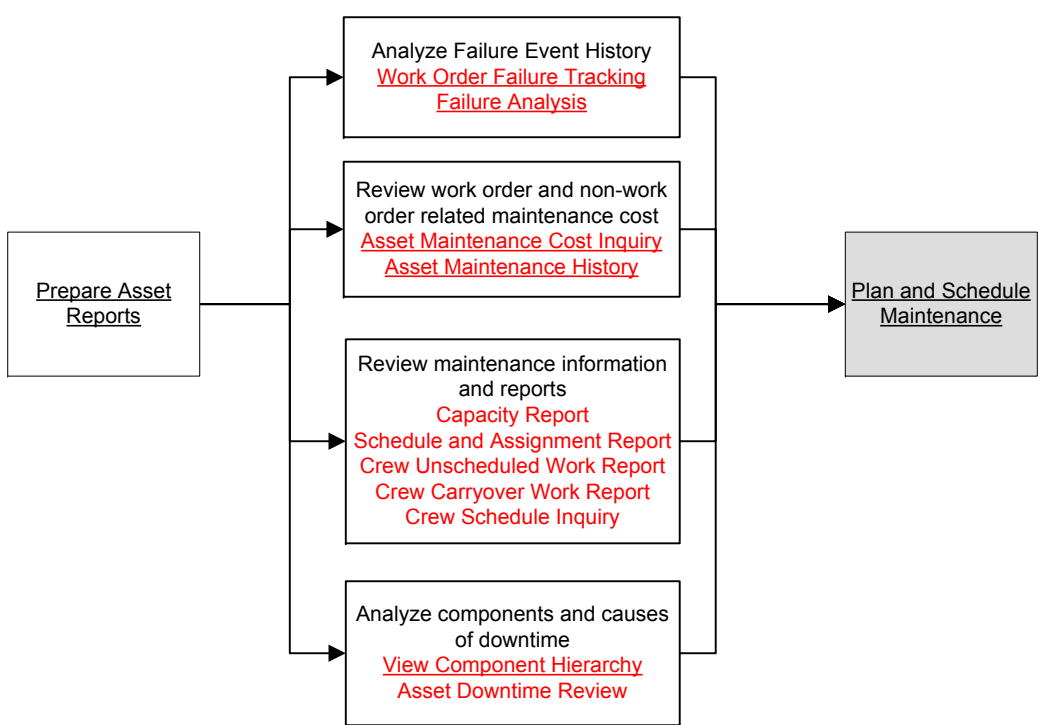 Analyze Failure Event History
Work Order Failure Tracking
Failure Analysis
Review work order and non-work
order related maintenance cost
Asset Maintenance Cost Inquiry
Asset Maintenance History
Prepare Asset
Reports
Plan and Schedule
Maintenance
Review maintenance information
and reports
Capacity Report
Schedule and Assignment Report
Crew Unscheduled Work Report
Crew Carryover Work Report
Crew Schedule Inquiry
Analyze components and causes
of downtime
View Component Hierarchy
Asset Downtime Review